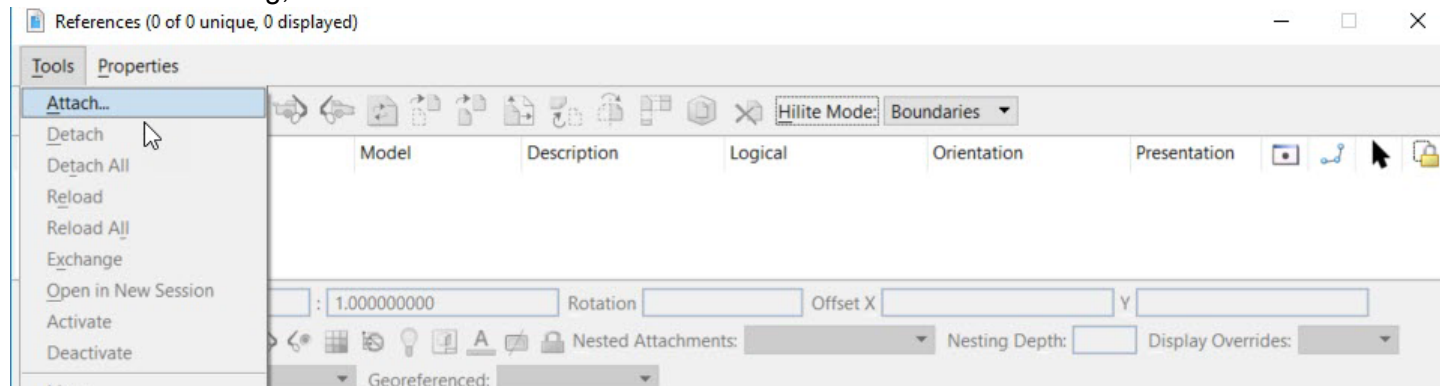 References (0 of 0 unique, 0 displayed)
Tools Properties
Attach...
Hilite Mode: Boundaries
Detach
Model Description Logical Orientation Presentation
Detach All
Reload
Reload All
Exchange
Open in New Session
: 1.000000000 Rotation Offset X Y
Activate
Nested Attachments: Nesting Depth: Display Overrides:
Deactivate
Georeferenced: